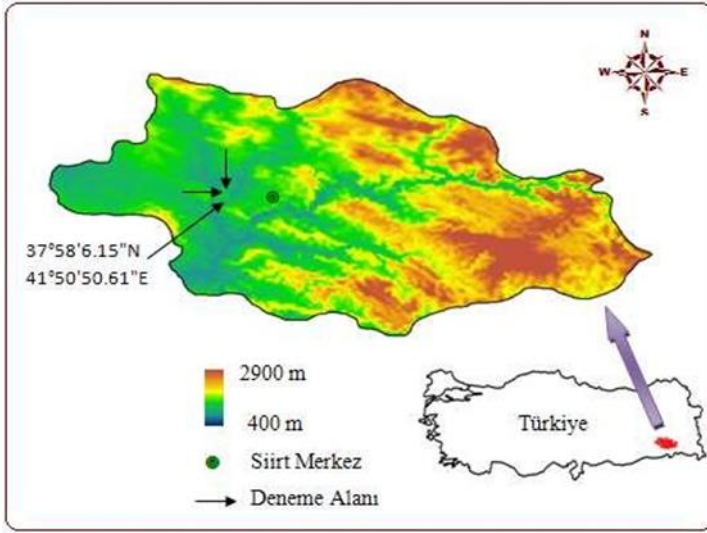 N
W E
S
37°58'6.15"N
41°50'50.61"E
2900 m
400 m
Siirt Merkez
Deneme Alanı
Türkiye